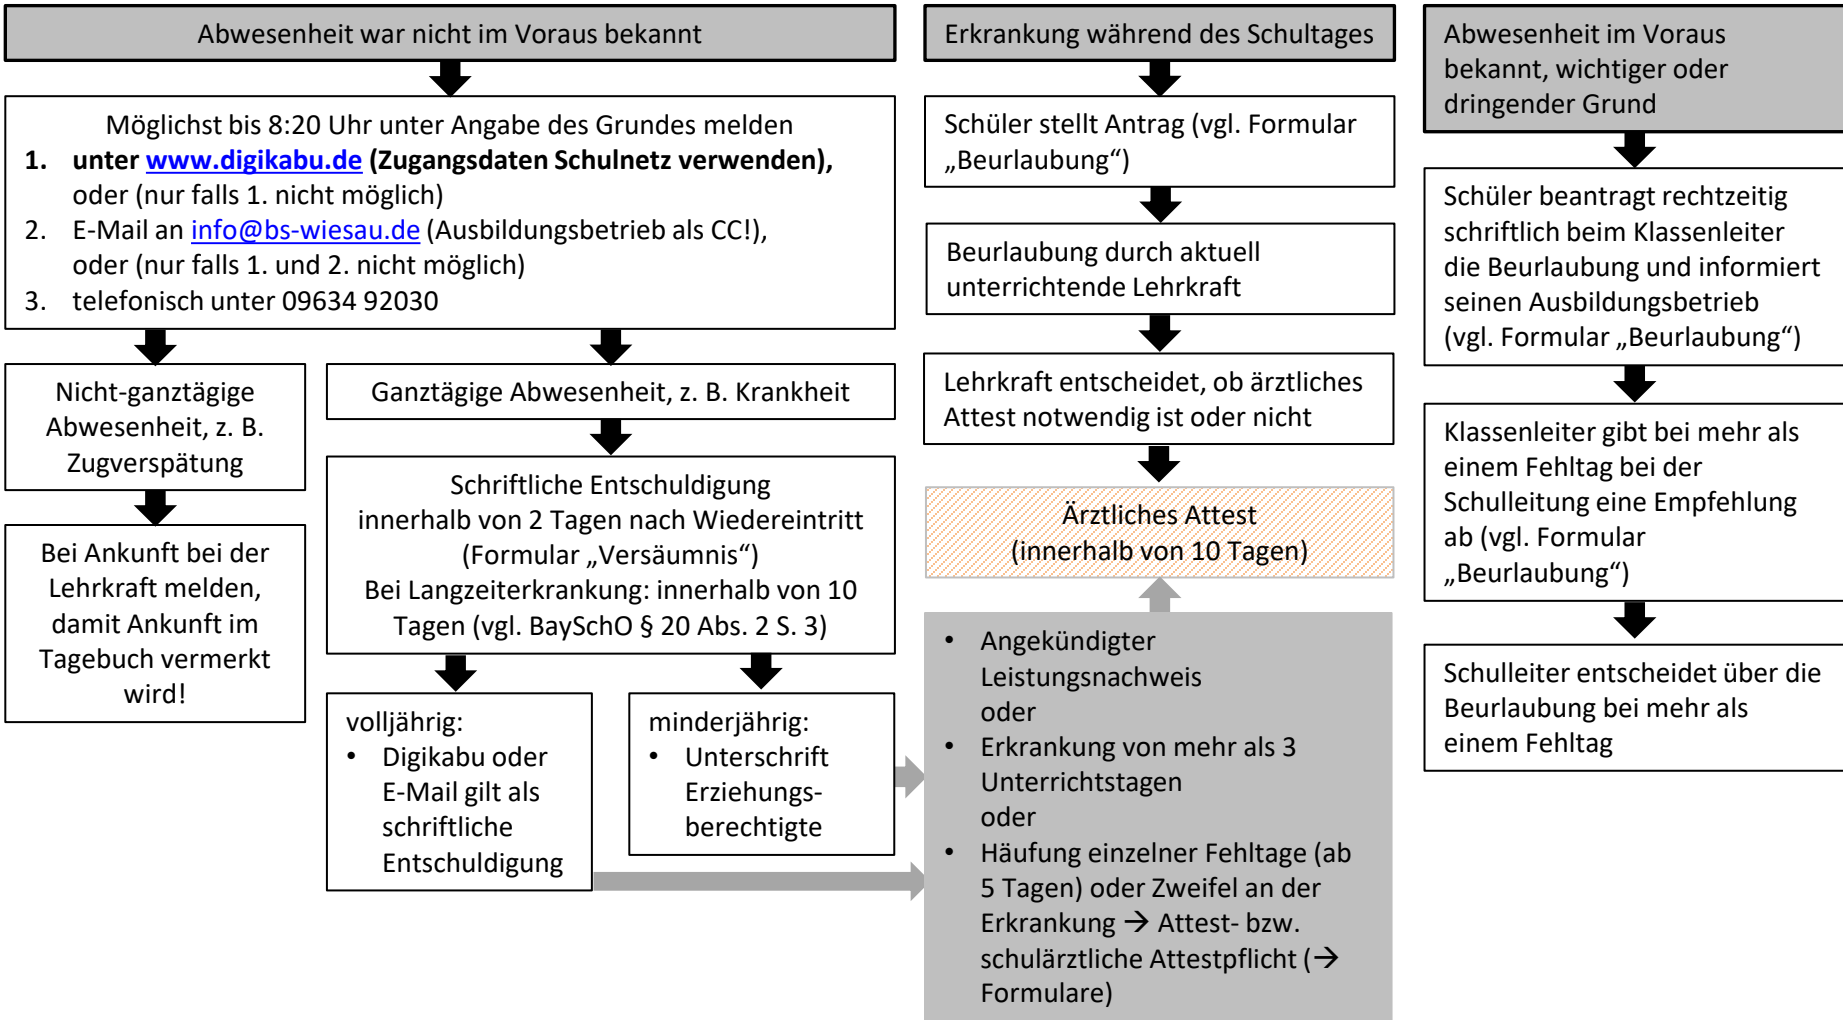 Abwesenheit war nicht im Voraus bekannt
Möglichst bis 8:20 Uhr unter Angabe des Grundes melden
1. unter www.digikabu.de (Zugangsdaten Schulnetz verwenden),
oder (nur falls 1. nicht möglich)
2. E-Mail an info@bs-wiesau.de (Ausbildungsbetrieb als CC!),
oder (nur falls 1. und 2. nicht möglich)
3. telefonisch unter 09634 92030
Nicht-ganztägige
Abwesenheit, z. B.
Zugverspätung
Bei Ankunft bei der
Lehrkraft melden,
damit Ankunft im
Tagebuch vermerkt
wird!
Ganztägige Abwesenheit, z. B. Krankheit
Schriftliche Entschuldigung
innerhalb von 2 Tagen nach Wiedereintritt
(Formular „Versäumnis“)
Bei Langzeiterkrankung: innerhalb von 10
Tagen (vgl. BaySchO § 20 Abs. 2 S. 3)
volljährig:
• Digikabu oder
E-Mail gilt als
schriftliche
Entschuldigung
minderjährig:
• Unterschrift
Erziehungs-
berechtigte
Erkrankung während des Schultages
Schüler stellt Antrag (vgl. Formular
„Beurlaubung“)
Beurlaubung durch aktuell
unterrichtende Lehrkraft
Lehrkraft entscheidet, ob ärztliches
Attest notwendig ist oder nicht
Ärztliches Attest
(innerhalb von 10 Tagen)
• Angekündigter
Leistungsnachweis
oder
• Erkrankung von mehr als 3
Unterrichtstagen
oder
• Häufung einzelner Fehltage (ab
5 Tagen) oder Zweifel an der
Erkrankung → Attest- bzw.
schulärztliche Attestpflicht (→
Formulare)
Abwesenheit im Voraus
bekannt, wichtiger oder
dringender Grund
Schüler beantragt rechtzeitig
schriftlich beim Klassenleiter
die Beurlaubung und informiert
seinen Ausbildungsbetrieb
(vgl. Formular „Beurlaubung“)
Klassenleiter gibt bei mehr als
einem Fehltag bei der
Schulleitung eine Empfehlung
ab (vgl. Formular
„Beurlaubung“)
Schulleiter entscheidet über die
Beurlaubung bei mehr als
einem Fehltag